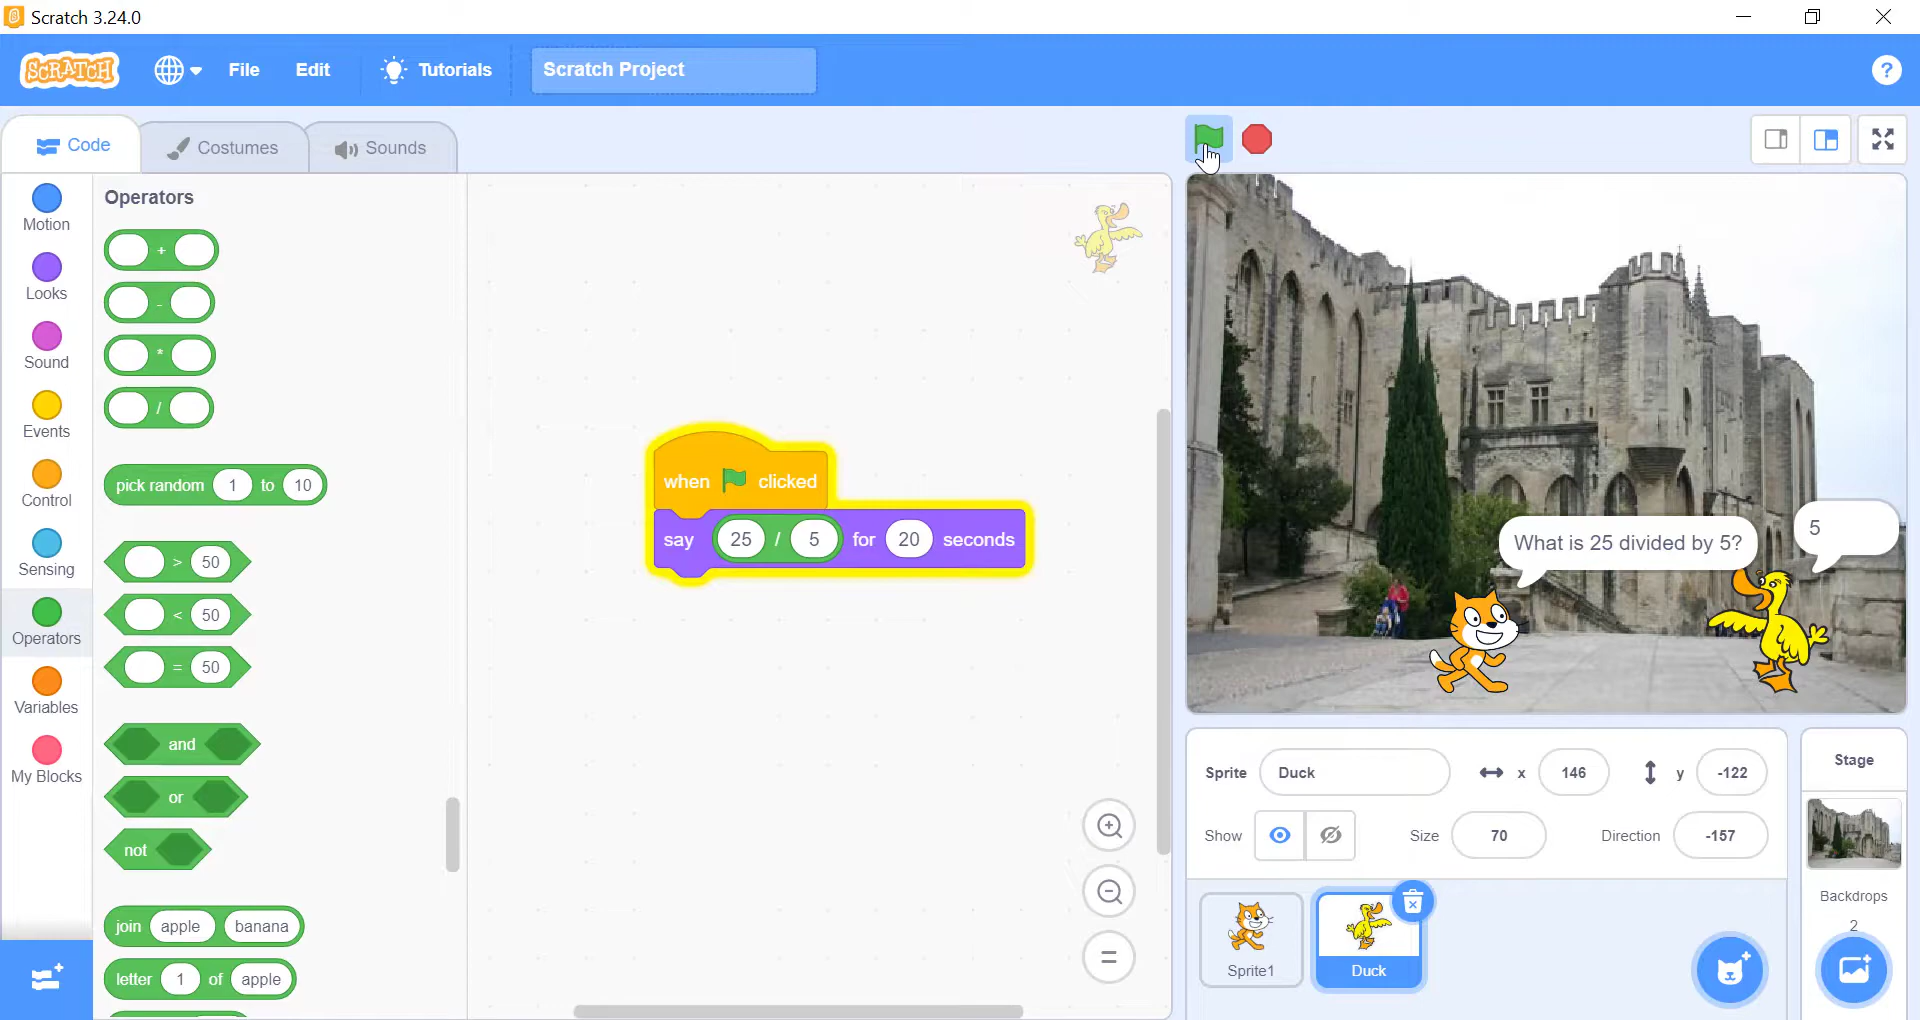 Scratch 3.24.0
SCRATCH File Edit Tutorials Scratch Project ?
Code Costumes Sounds
Motion
Looks
Sound
Events
Control
Sensing
Operators
Variables
My Blocks
Operators
+
-
*
/
pick random 1 to 10
> 50
< 50
= 50
and
or
not
join apple banana
letter 1 of apple
when clicked
say 25 / 5 for 20 seconds
What is 25 divided by 5?
5
Sprite Duck x 146 y -122
Show Size 70 Direction -157
Sprite1
Duck
Stage
Backdrops
2